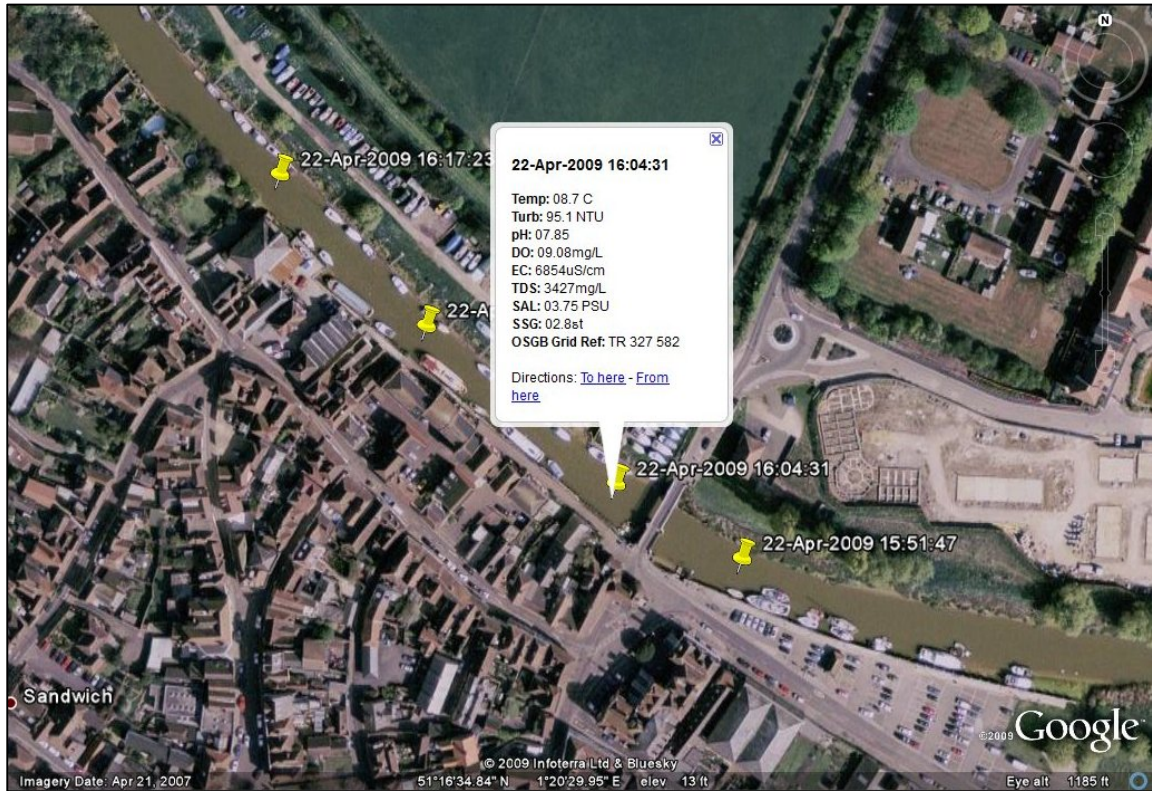 N
22-Apr-2009 16:17:23
22-Ap
22-Apr-2009 16:04:31
Temp: 08.7 C
Turb: 95.1 NTU
pH: 07.85
DO: 09.08mg/L
EC: 6854uS/cm
TDS: 3427mg/L
SAL: 03.75 PSU
SSG: 02.8st
OSGB Grid Ref: TR 327 582
Directions: To here - From
here
22-Apr-2009 16:04:31
22-Apr-2009 15:51:47
Sandwich
©2009 Google
© 2009 Infoterra Ltd & Bluesky
Imagery Date: Apr 21, 2007 51°16'34.84" N 1°20'29.95" E elev 13 ft Eye alt 1185 ft